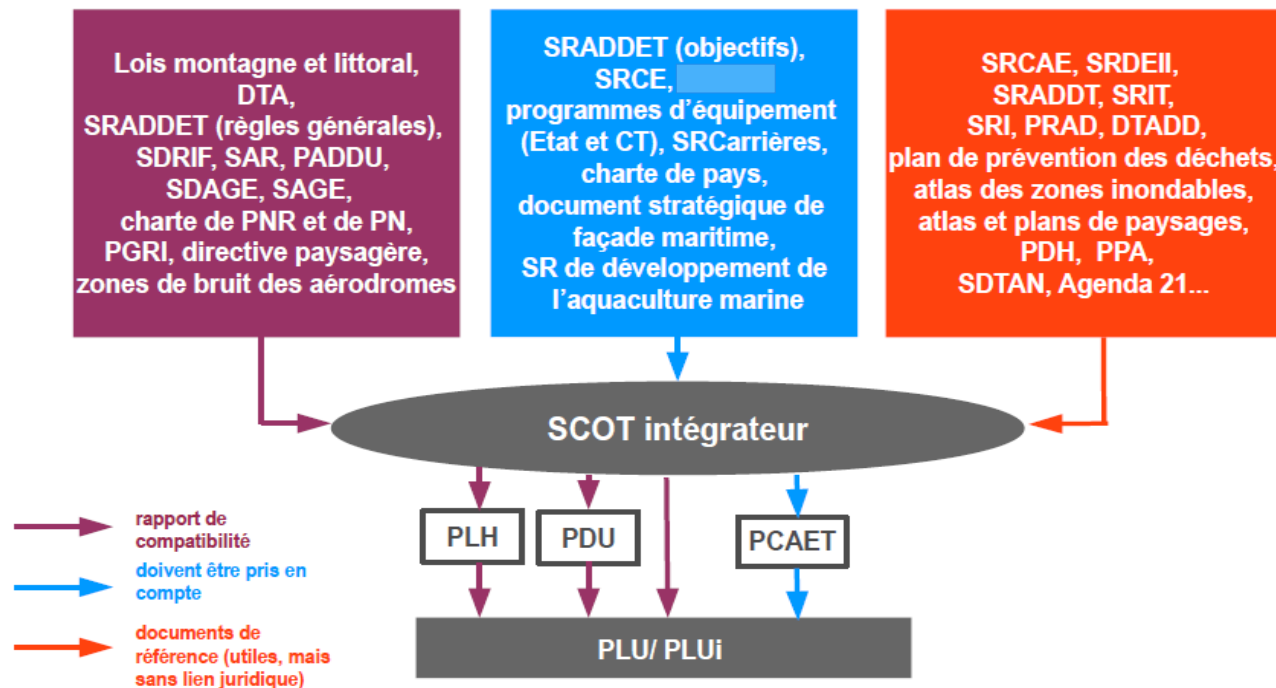 Lois montagne et littoral,
DTA,
SRADDET (règles générales),
SDRIF, SAR, PADDU,
SDAGE, SAGE,
charte de PNR et de PN,
PGRI, directive paysagère,
zones de bruit des aérodromes
SRADDET (objectifs),
SRCE,
programmes d’équipement
(Etat et CT), SRCarrières,
charte de pays,
document stratégique de
façade maritime,
SR de développement de
l’aquaculture marine
SRCAE, SRDEII,
SRADDT, SRIT,
SRI, PRAD, DTADD,
plan de prévention des déchets,
atlas des zones inondables,
atlas et plans de paysages,
PDH, PPA,
SDTAN, Agenda 21...
SCOT intégrateur
PLH
PDU
PCAET
PLU/ PLUi
rapport de
compatibilité
doivent être pris en
compte
documents de
référence (utiles, mais
sans lien juridique)